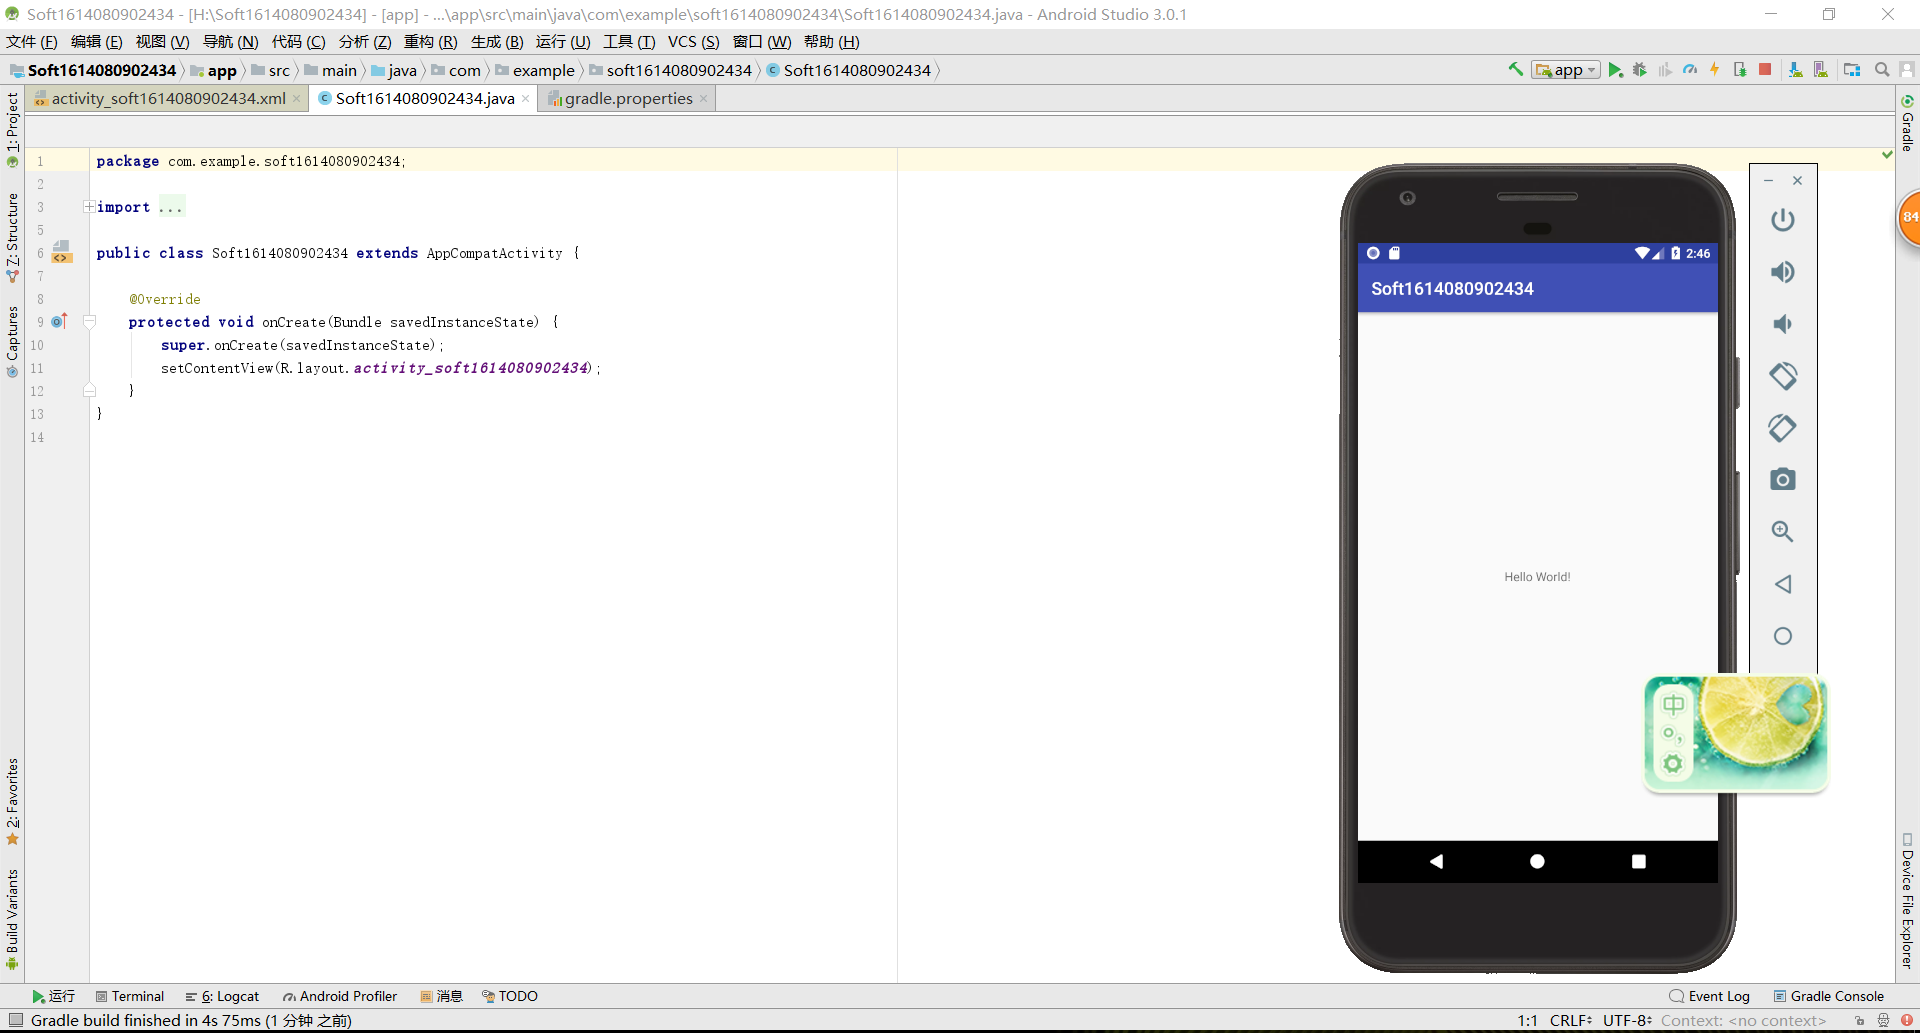 Soft1614080902434 - [H:\Soft1614080902434] - [app] - ...\app\src\main\java\com\example\soft1614080902434\Soft1614080902434.java - Android Studio 3.0.1
文件 (F) 编辑 (E) 视图 (V) 导航 (N) 代码 (C) 分析 (Z) 重构 (R) 生成 (B) 运行 (U) 工具 (T) VCS (S) 窗口 (W) 帮助 (H)
Soft1614080902434 app src main java com example soft1614080902434 Soft1614080902434 app
activity_soft1614080902434.xml Soft1614080902434.java gradle.properties
1: Project
7: Structure
Captures
2: Favorites
Build Variants
1 package com.example.soft1614080902434;
2
3 import ...
5
6 public class Soft1614080902434 extends AppCompatActivity {
7
8 @Override
9 protected void onCreate(Bundle savedInstanceState) {
10 super.onCreate(savedInstanceState);
11 setContentView(R.layout.activity_soft1614080902434);
12 }
13 }
14
2:46
Soft1614080902434
Hello World!
中
84
Gradle
Device File Explorer
运行 Terminal 6: Logcat Android Profiler 消息 TODO Event Log Gradle Console
Gradle build finished in 4s 75ms (1 分钟 之前) 1:1 CRLF UTF-8 Context: <no context>